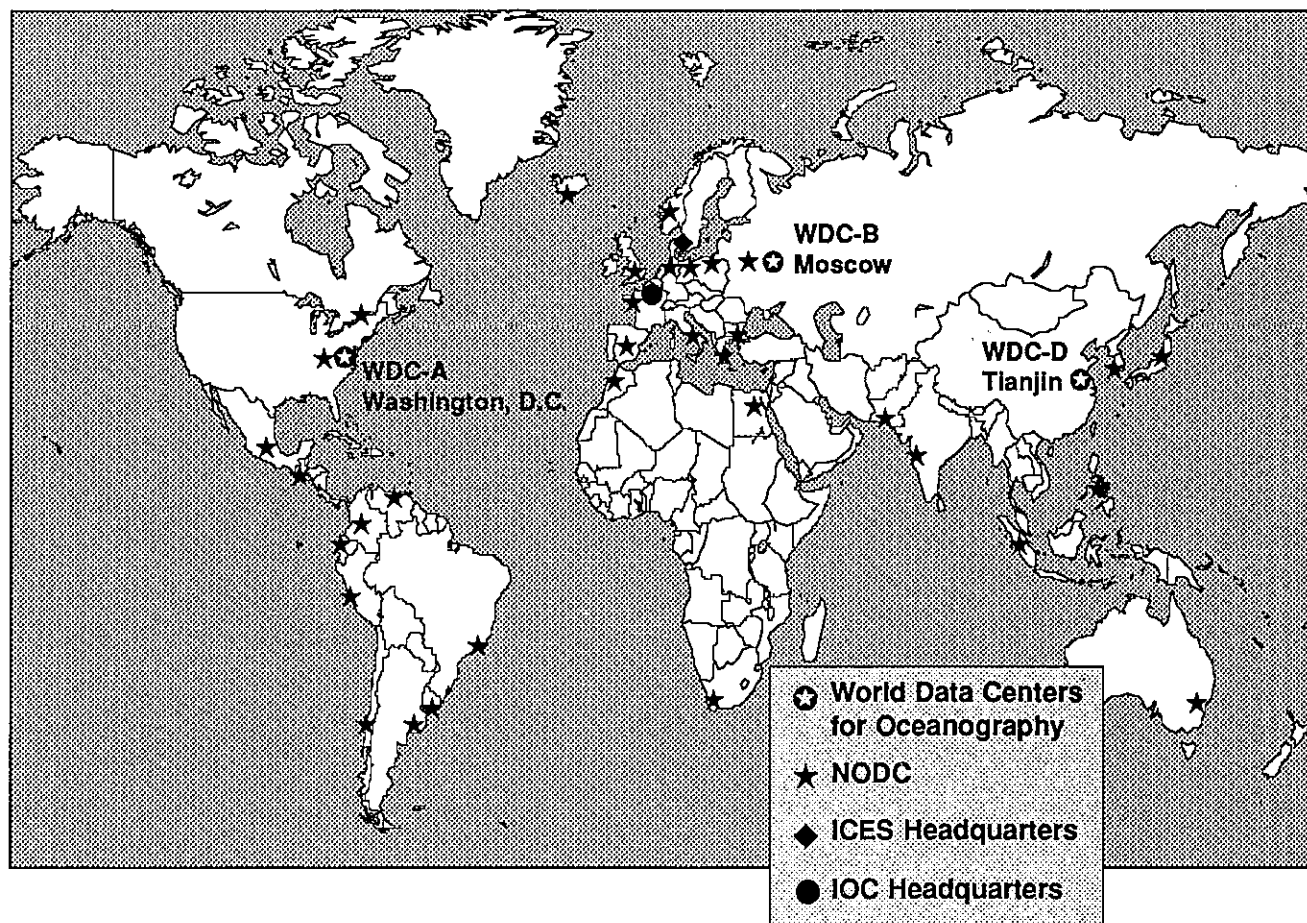 WDC-B
Moscow
WDC-D
Tianjin
WDC-A
Washington, D.C.
World Data Centers
for Oceanography
NODC
ICES Headquarters
IOC Headquarters